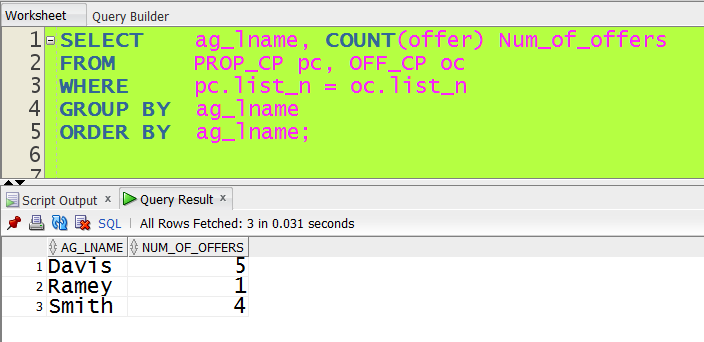 Worksheet Query Builder
1 SELECT ag_lname, COUNT(offer) Num_of_offers
2 FROM PROP_CP pc, OFF_CP oc
3 WHERE pc.list_n = oc.list_n
4 GROUP BY ag_lname
5 ORDER BY ag_lname;
6
7
Script Output x Query Result x
SQL | All Rows Fetched: 3 in 0.031 seconds
AG_LNAME NUM_OF_OFFERS
1 Davis 5
2 Ramey 1
3 Smith 4